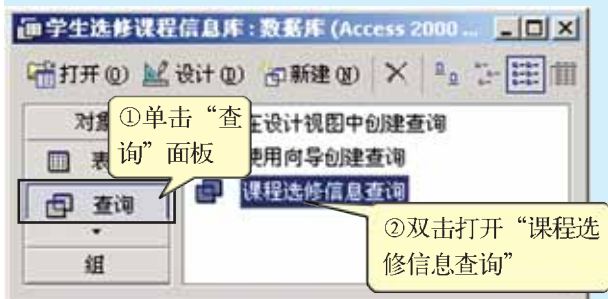 学生选修课程信息库:数据库 (Access 2000 ...
打开(O) 设计(D) 新建(N)
对象
在设计视图中创建查询
①单击“查询”面板
表
使用向导创建查询
查询
课程选修信息查询
②双击打开“课程选修信息查询”
组